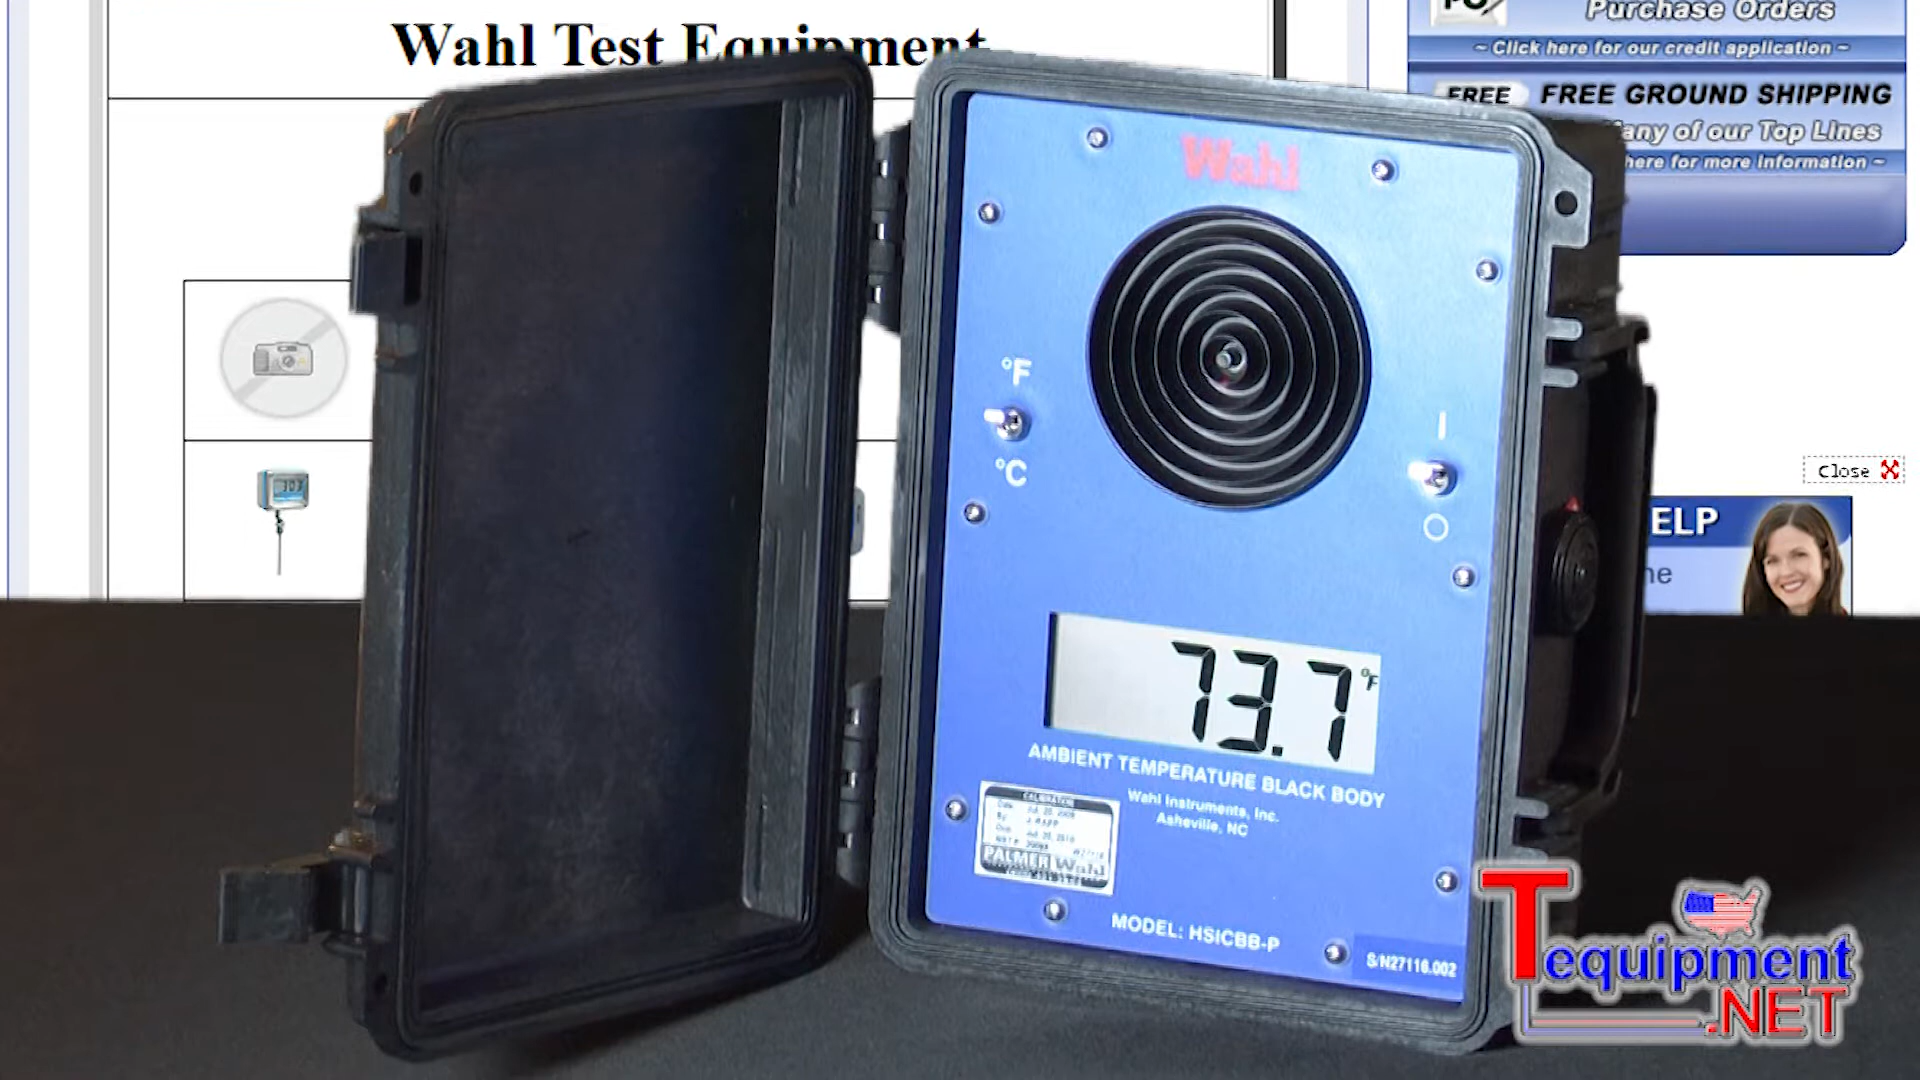 Wahl Test Equipment
Purchase Orders
~ Click here for our credit application ~
FREE FREE GROUND SHIPPING
Many of our Top Lines
here for more information ~
Wahl
°F
°C
I
O
Close
ELP
73.7 °F
AMBIENT TEMPERATURE BLACK BODY
Wahl Instruments, Inc.
Asheville, NC
CALIBRATION
PALMER Wahl
MODEL: HSICBB-P
S/N27116.002
Tequipment
.NET